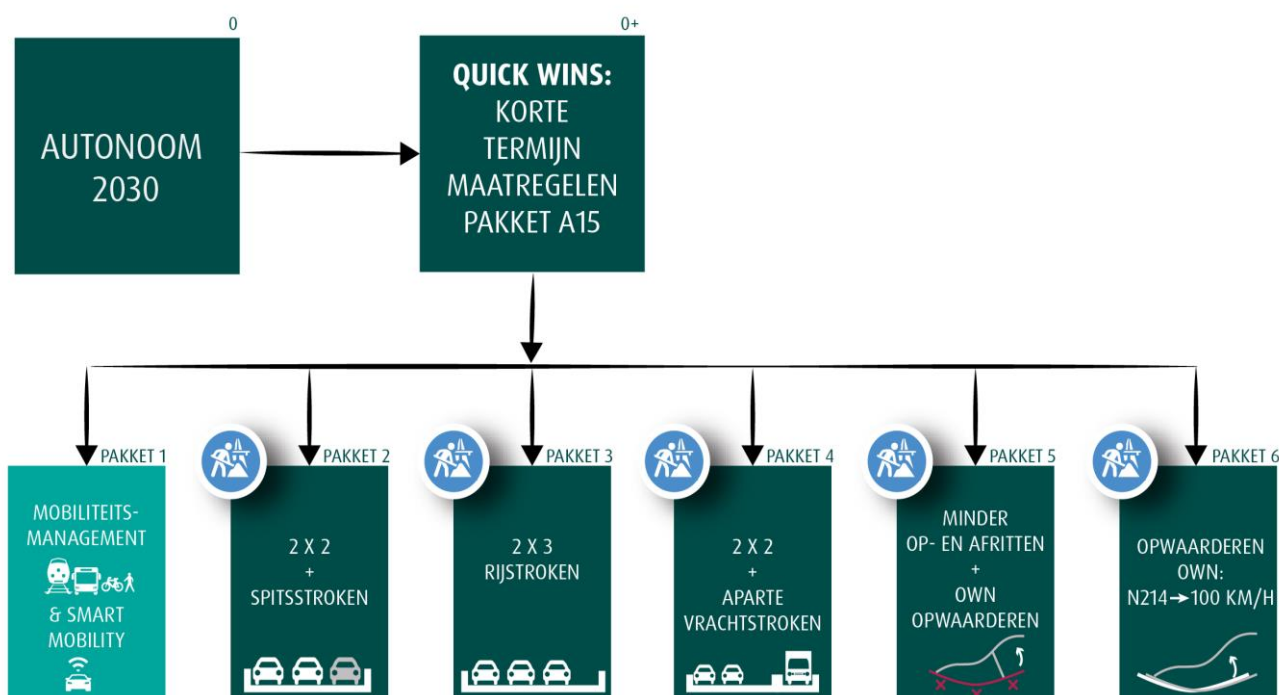 0
AUTONOOM
2030
0+
QUICK WINS:
KORTE
TERMIJN
MAATREGELEN
PAKKET A15
PAKKET 1
MOBILITEITS-
MANAGEMENT
& SMART
MOBILITY
PAKKET 2
2 X 2
+
SPITSSTROKEN
PAKKET 3
2 X 3
RIJSTROKEN
PAKKET 4
2 X 2
+
APARTE
VRACHTSTROKEN
PAKKET 5
MINDER
OP- EN AFRITTEN
+
OWN
OPWAARDEREN
PAKKET 6
OPWAARDEREN
OWN:
N214→100 KM/H